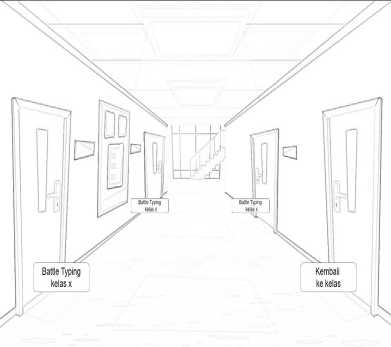 Battle Typing
kelas x
Battle Typing
kelas x
Battle Typing
kelas x
Kembali
ke kelas